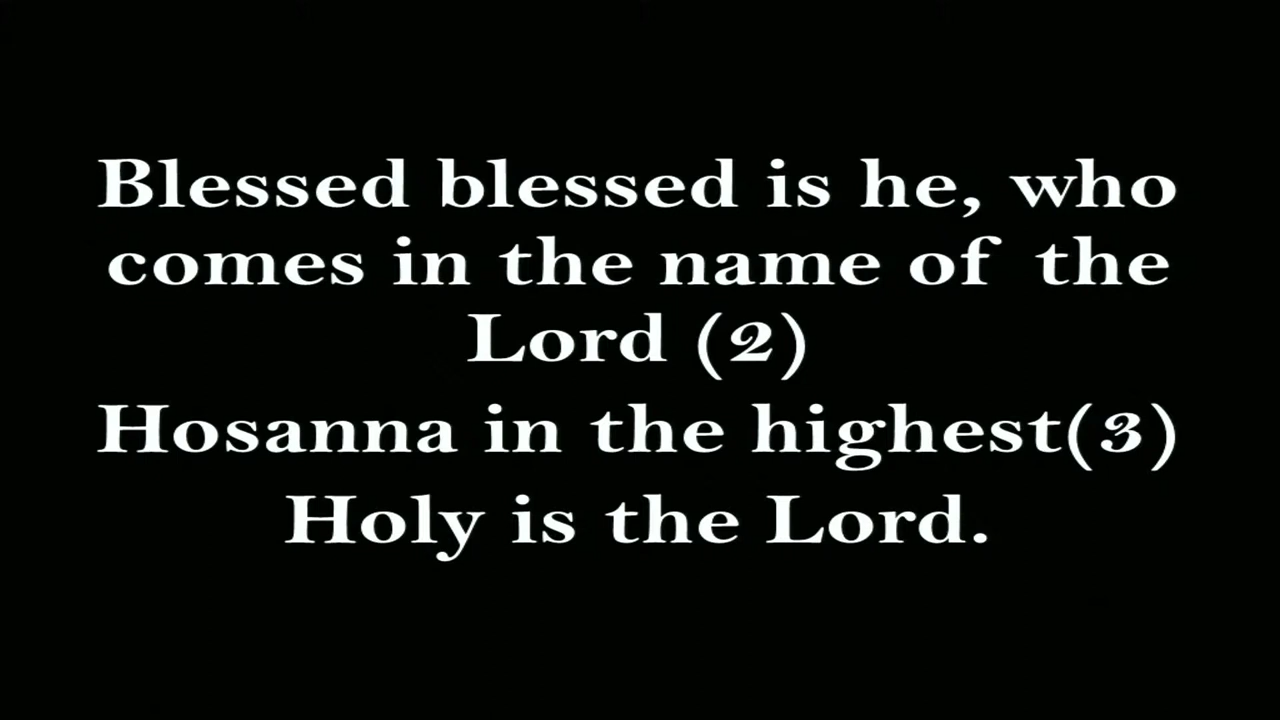 Blessed blessed is he, who
comes in the name of the
Lord (2)
Hosanna in the highest(3)
Holy is the Lord.